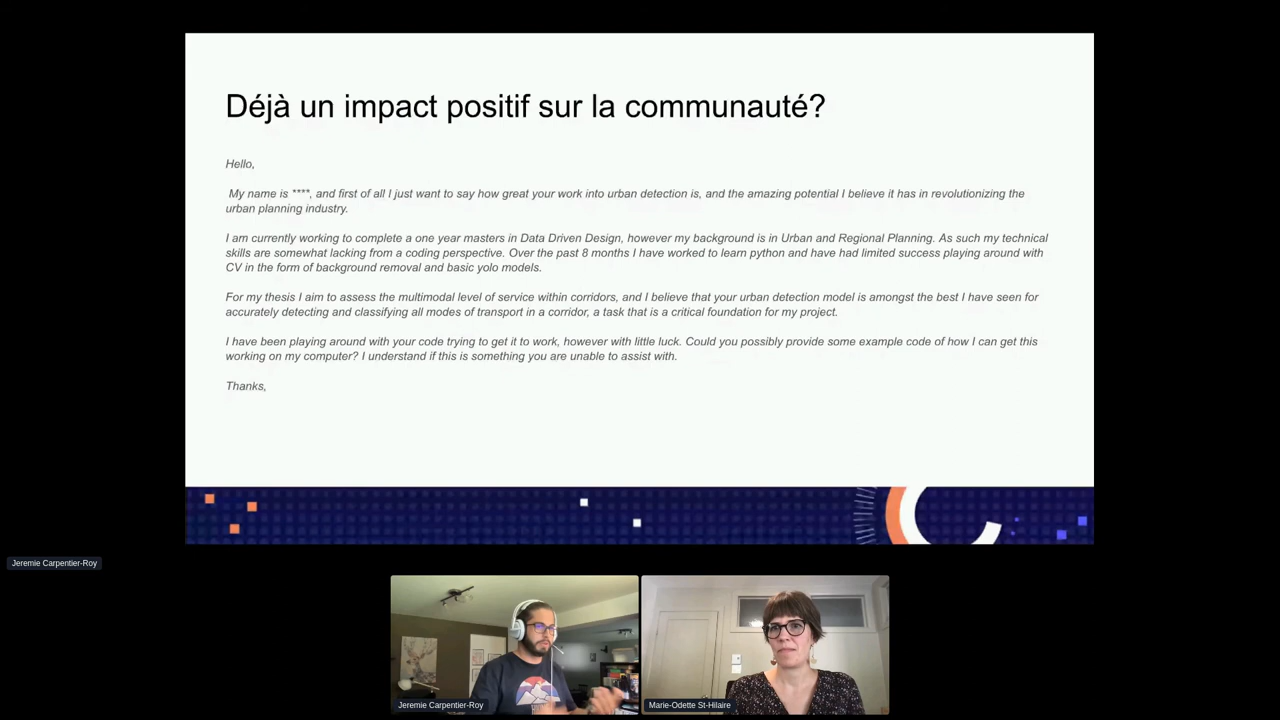 Déjà un impact positif sur la communauté?
Hello,
My name is ****, and first of all I just want to say how great your work into urban detection is, and the amazing potential I believe it has in revolutionizing the
urban planning industry.
I am currently working to complete a one year masters in Data Driven Design, however my background is in Urban and Regional Planning. As such my technical
skills are somewhat lacking from a coding perspective. Over the past 8 months I have worked to learn python and have had limited success playing around with
CV in the form of background removal and basic yolo models.
For my thesis I aim to assess the multimodal level of service within corridors, and I believe that your urban detection model is amongst the best I have seen for
accurately detecting and classifying all modes of transport in a corridor, a task that is a critical foundation for my project.
I have been playing around with your code trying to get it to work, however with little luck. Could you possibly provide some example code of how I can get this
working on my computer? I understand if this is something you are unable to assist with.
Thanks,
Jeremie Carpentier-Roy
Jeremie Carpentier-Roy
Marie-Odette St-Hilaire